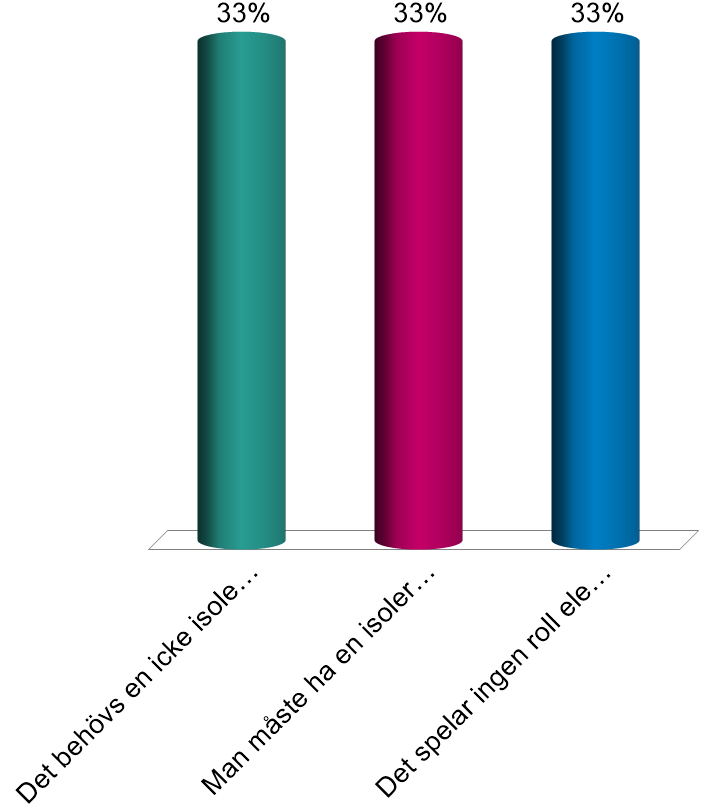 33%
33%
33%
Det behövs en icke isole…
Man måste ha en isoler…
Det spelar ingen roll ele…